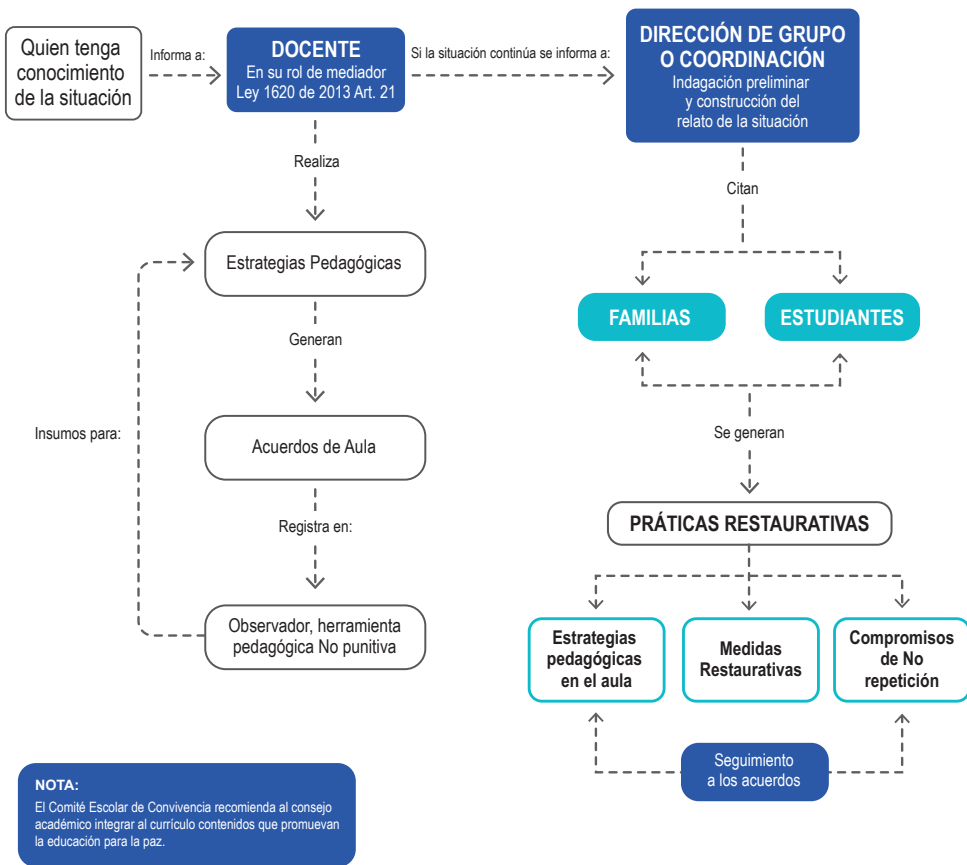 Quien tenga
conocimiento
de la situación
Informa a:
DOCENTE
En su rol de mediador
Ley 1620 de 2013 Art. 21
Si la situación continúa se informa a:
DIRECCIÓN DE GRUPO
O COORDINACIÓN
Indagación preliminar
y construcción del
relato de la situación
Realiza
Citan
Estrategias Pedagógicas
FAMILIAS
ESTUDIANTES
Generan
Insumos para:
Acuerdos de Aula
Se generan
Registra en:
PRÁTICAS RESTAURATIVAS
Observador, herramienta
pedagógica No punitiva
Estrategias
pedagógicas
en el aula
Medidas
Restaurativas
Compromisos
de No
repetición
Seguimiento
a los acuerdos
NOTA:
El Comité Escolar de Convivencia recomienda al consejo
académico integrar al currículo contenidos que promuevan
la educación para la paz.